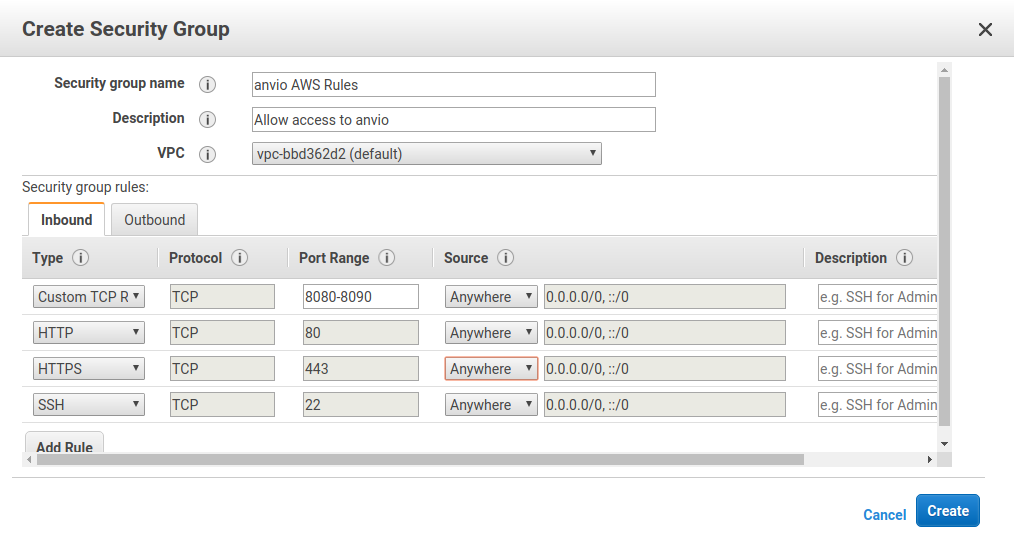 Create Security Group
Security group name
anvio AWS Rules
Description
Allow access to anvio
VPC
vpc-bbd362d2 (default)
Security group rules:
Inbound Outbound
Type Protocol Port Range Source Description
Custom TCP R TCP 8080-8090 Anywhere 0.0.0.0/0, ::/0 e.g. SSH for Admin
HTTP TCP 80 Anywhere 0.0.0.0/0, ::/0 e.g. SSH for Admin
HTTPS TCP 443 Anywhere 0.0.0.0/0, ::/0 e.g. SSH for Admin
SSH TCP 22 Anywhere 0.0.0.0/0, ::/0 e.g. SSH for Admin
Add Rule
Cancel Create